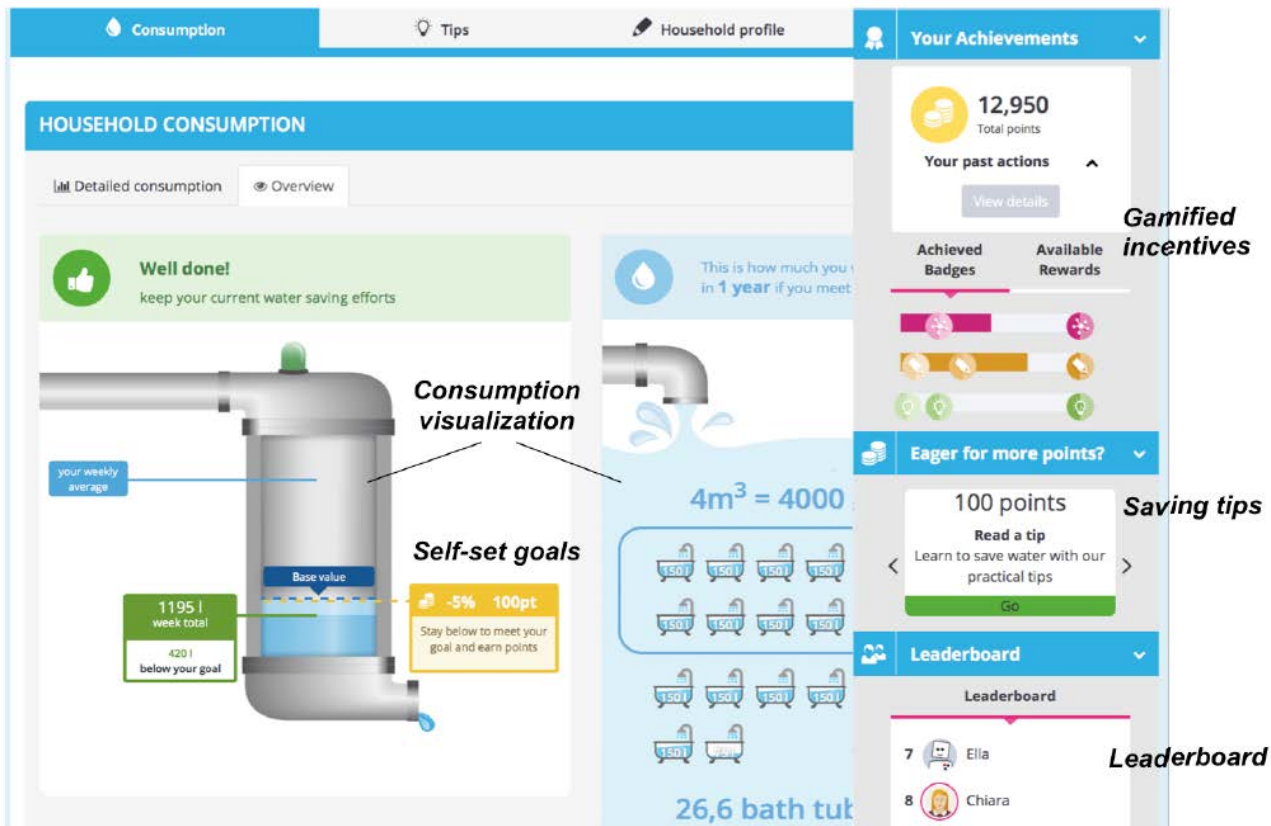 Consumption
Tips
Household profile
HOUSEHOLD CONSUMPTION
Detailed consumption
Overview
Well done!
keep your current water saving efforts
your weekly
average
Base value
1195 l
week total
420 l
below your goal
-5% 100pt
Stay below to meet your
goal and earn points
Consumption
visualization
Self-set goals
This is how much you
in 1 year if you meet
4m³ = 4000
150 l 150 l 150 l 150 l
150 l 150 l 150 l 150 l
150 l 150 l 150 l 150 l
150 l
26,6 bath tub
Your Achievements
12,950
Total points
Your past actions
View details
Achieved
Badges
Available
Rewards
Gamified
incentives
Eager for more points?
100 points
Read a tip
Learn to save water with our
practical tips
Go
Saving tips
Leaderboard
Leaderboard
7 Ella
8 Chiara
Leaderboard